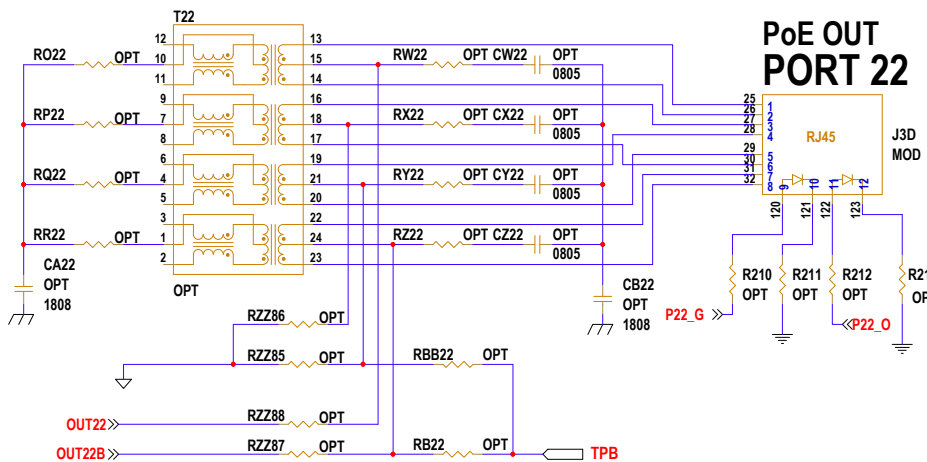 T22
PoE OUT
PORT 22
12 13
RO22 OPT 10 15 RW22 OPT CW22 OPT
11 14 0805
9 16
RP22 OPT 7 18 RX22 OPT CX22 OPT
8 17 0805
6 19
RQ22 OPT 4 21 RY22 OPT CY22 OPT
5 20 0805
3 22
RR22 OPT 1 24 RZ22 OPT CZ22 OPT
2 23 0805
25 1
26 2
27 3
28 4
29 5
30 6
31 7
32 8
RJ45
J3D
MOD
9 10 11 12
120 121 122 123
CA22
OPT
1808
OPT
CB22
OPT
1808
R210
OPT
R211
OPT
R212
OPT
R21
OP
P22_G
P22_O
RZZ86 OPT
RZZ85 OPT RBB22 OPT
OUT22 RZZ88 OPT
OUT22B RZZ87 OPT RB22 OPT TPB